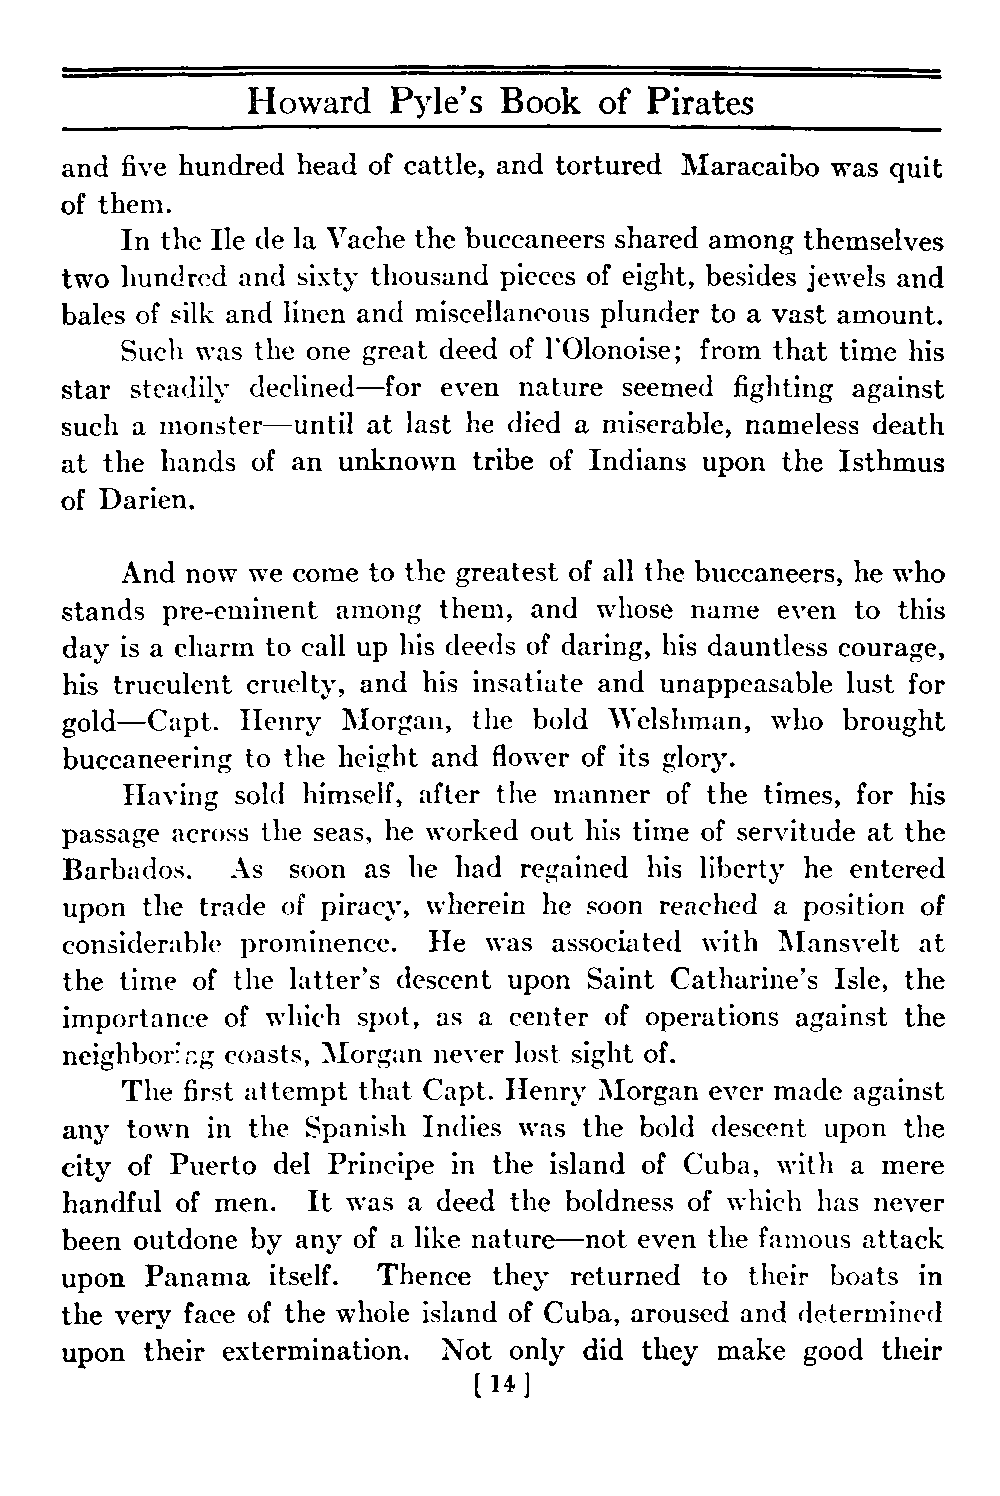 Howard Pyle's Book of Pirates
and five hundred head of cattle, and tortured Maracaibo was quit
of them.
In the Ile de la Vache the buccaneers shared among themselves
two hundred and sixty thousand pieces of eight, besides jewels and
bales of silk and linen and miscellaneous plunder to a vast amount.
Such was the one great deed of l'Olonoise; from that time his
star steadily declined—for even nature seemed fighting against
such a monster—until at last he died a miserable, nameless death
at the hands of an unknown tribe of Indians upon the Isthmus
of Darien.
And now we come to the greatest of all the buccaneers, he who
stands pre-eminent among them, and whose name even to this
day is a charm to call up his deeds of daring, his dauntless courage,
his truculent cruelty, and his insatiate and unappeasable lust for
gold—Capt. Henry Morgan, the bold Welshman, who brought
buccaneering to the height and flower of its glory.
Having sold himself, after the manner of the times, for his
passage across the seas, he worked out his time of servitude at the
Barbados. As soon as he had regained his liberty he entered
upon the trade of piracy, wherein he soon reached a position of
considerable prominence. He was associated with Mansvelt at
the time of the latter's descent upon Saint Catharine's Isle, the
importance of which spot, as a center of operations against the
neighboring coasts, Morgan never lost sight of.
The first attempt that Capt. Henry Morgan ever made against
any town in the Spanish Indies was the bold descent upon the
city of Puerto del Principe in the island of Cuba, with a mere
handful of men. It was a deed the boldness of which has never
been outdone by any of a like nature—not even the famous attack
upon Panama itself. Thence they returned to their boats in
the very face of the whole island of Cuba, aroused and determined
upon their extermination. Not only did they make good their
[ 14 ]